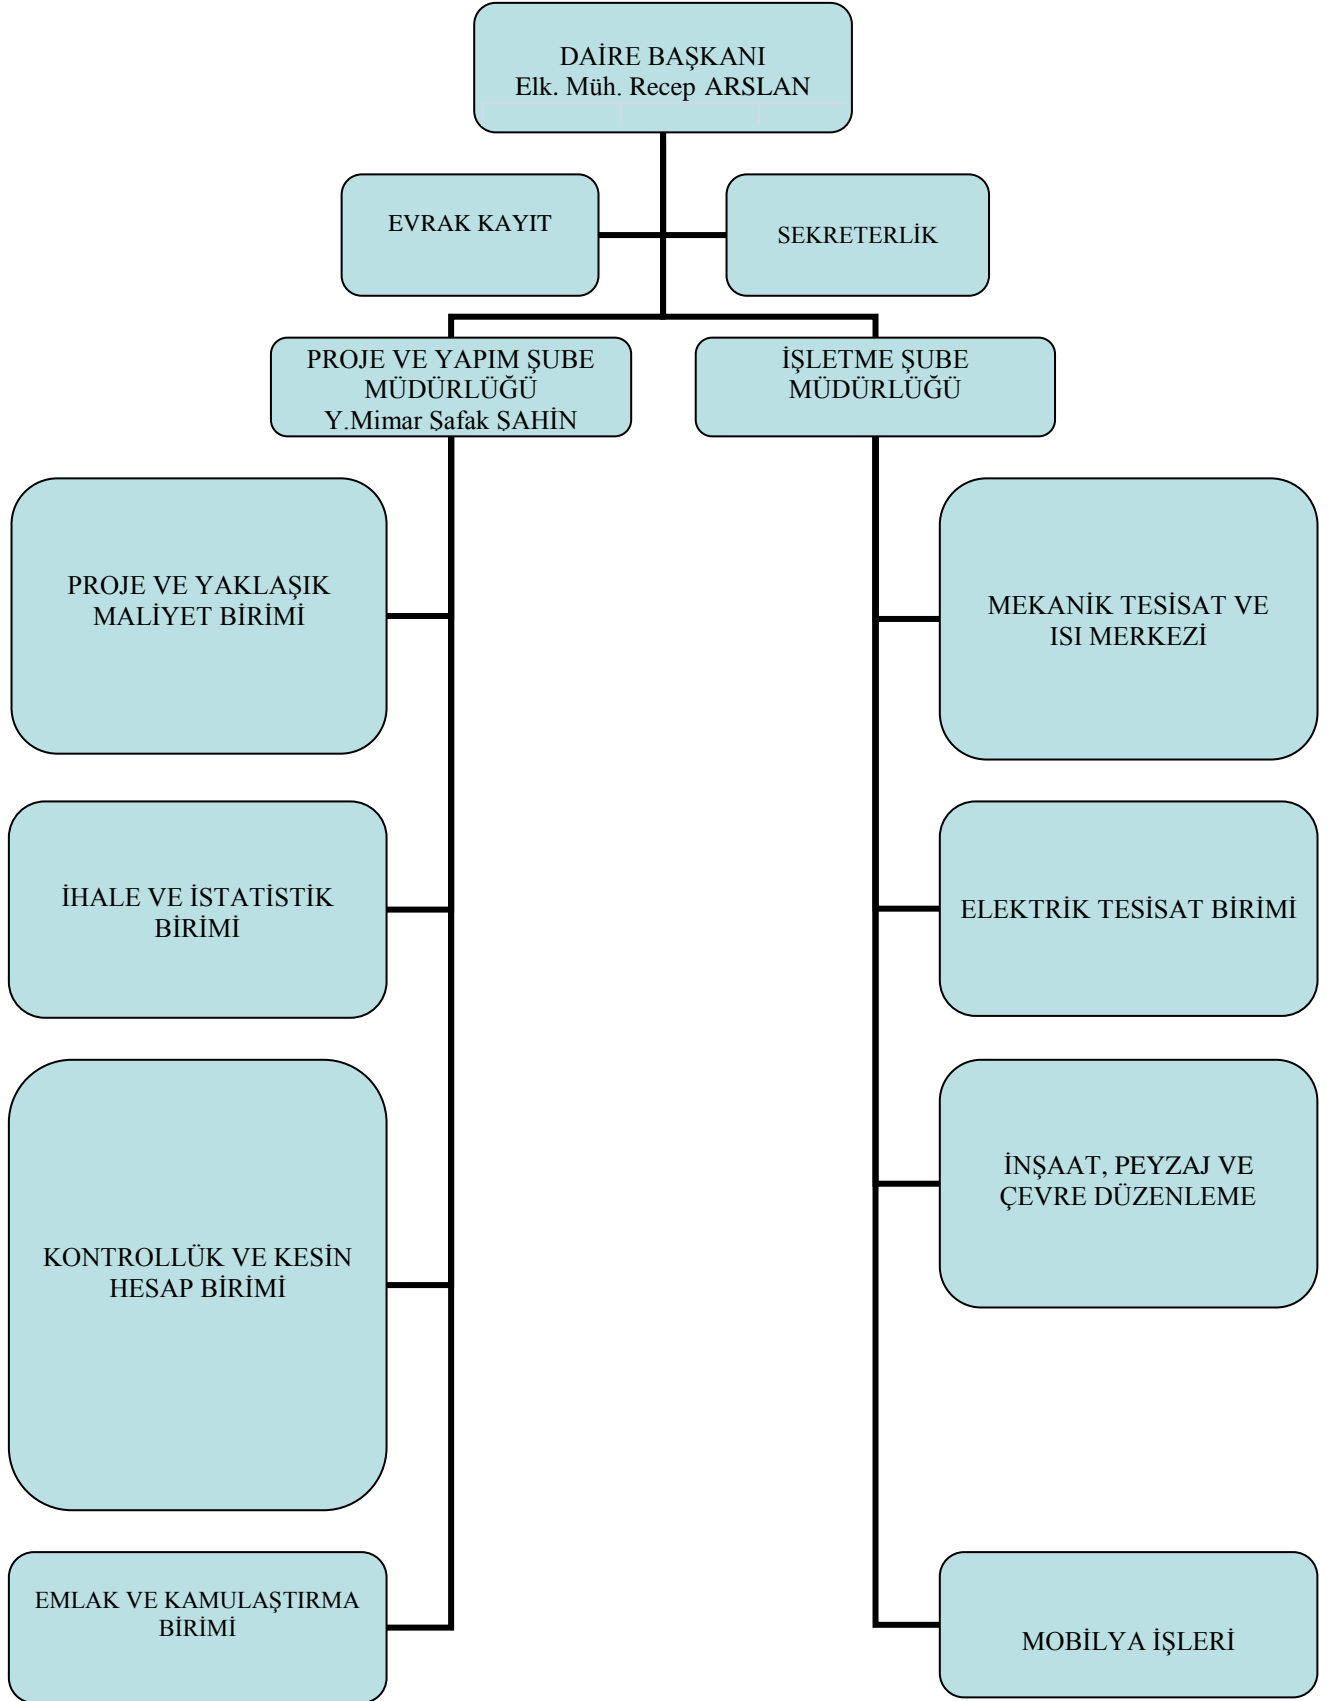 DAİRE BAŞKANI
Elk. Müh. Recep ARSLAN
EVRAK KAYIT
SEKRETERLİK
PROJE VE YAPIM ŞUBE
MÜDÜRLÜĞÜ
Y.Mimar Şafak ŞAHİN
İŞLETME ŞUBE
MÜDÜRLÜĞÜ
PROJE VE YAKLAŞIK
MALİYET BİRİMİ
MEKANİK TESİSAT VE
ISI MERKEZİ
İHALE VE İSTATİSTİK
BİRİMİ
ELEKTRİK TESİSAT BİRİMİ
KONTROLLÜK VE KESİN
HESAP BİRİMİ
İNŞAAT, PEYZAJ VE
ÇEVRE DÜZENLEME
EMLAK VE KAMULAŞTIRMA
BİRİMİ
MOBİLYA İŞLERİ